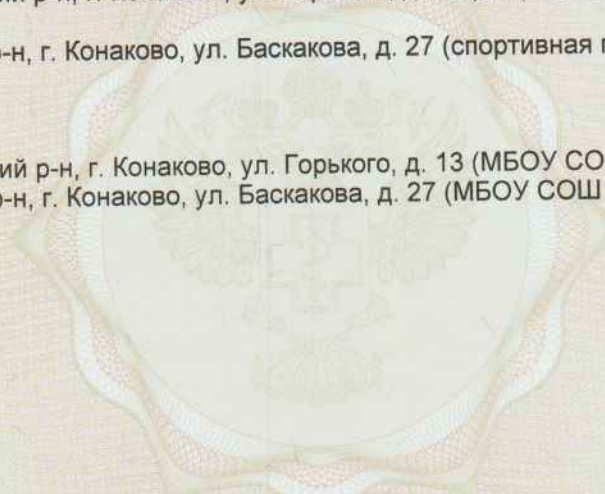 -н, г. Конаково, ул. Баскакова, д. 27 (спортивная
ий р-н, г. Конаково, ул. Горького, д. 13 (МБОУ СО
-н, г. Конаково, ул. Баскакова, д. 27 (МБОУ СОШ